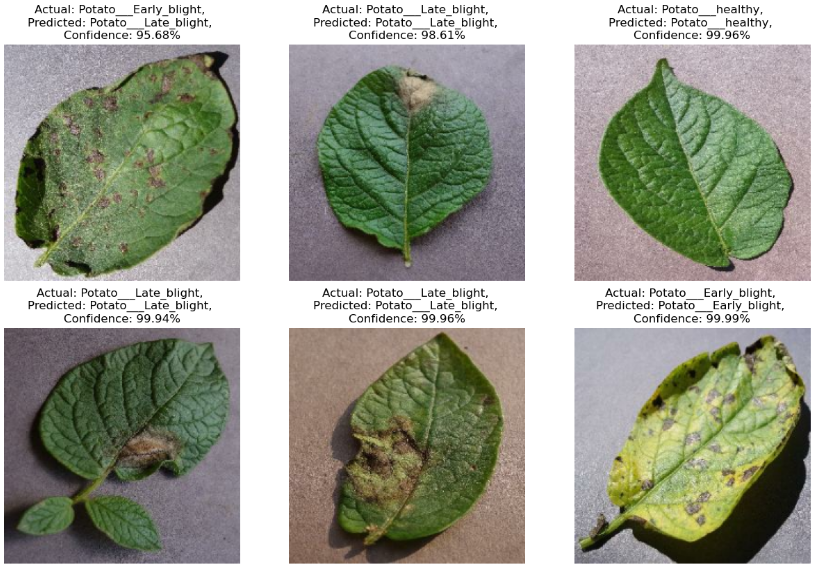 Actual: Potato___Early_blight,
Predicted: Potato___Late_blight,
Confidence: 95.68%
Actual: Potato___Late_blight,
Predicted: Potato___Late_blight,
Confidence: 98.61%
Actual: Potato___healthy,
Predicted: Potato___healthy,
Confidence: 99.96%
Actual: Potato___Late_blight,
Predicted: Potato___Late_blight,
Confidence: 99.94%
Actual: Potato___Late_blight,
Predicted: Potato___Late_blight,
Confidence: 99.96%
Actual: Potato___Early_blight,
Predicted: Potato___Early_blight,
Confidence: 99.99%